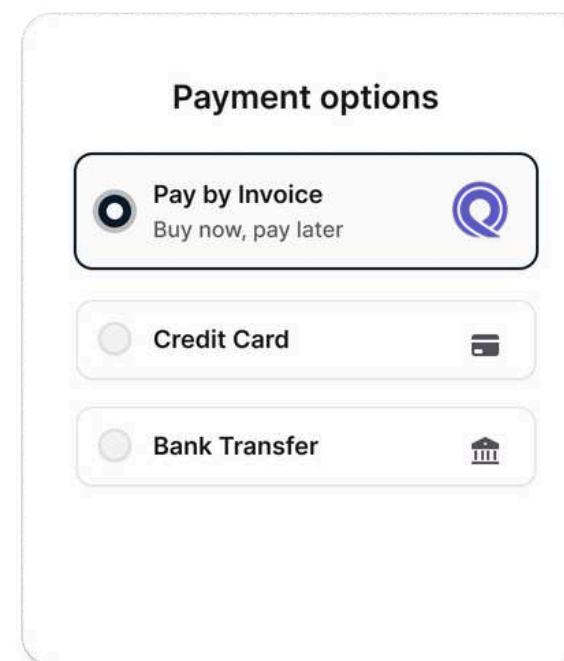 Payment options
Pay by Invoice
Buy now, pay later
Credit Card
Bank Transfer